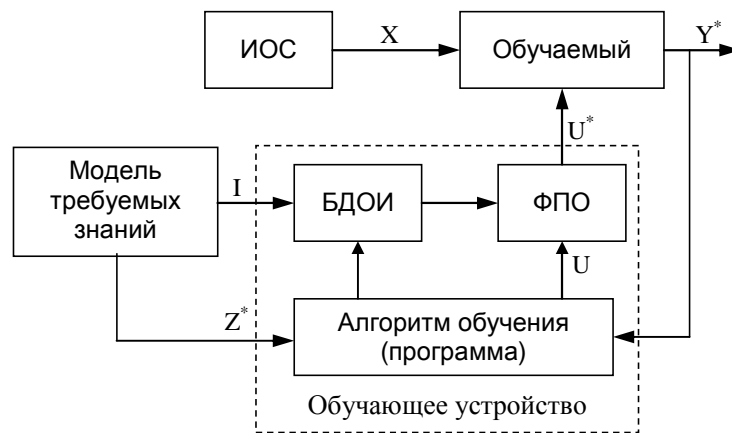 ИОС
X
Обучаемый
Y*
U*
Модель
требуемых
знаний
I
БДОИ
ФПО
U
Z*
Алгоритм обучения
(программа)
Обучающее устройство